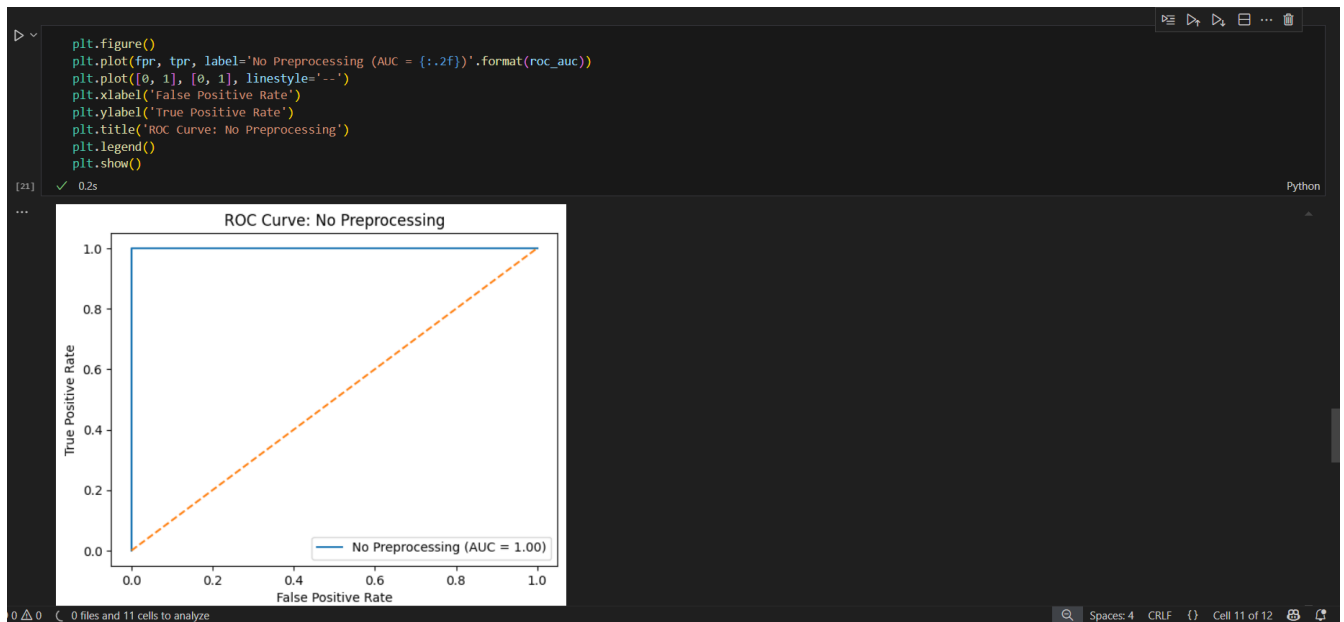 plt.figure()
plt.plot(fpr, tpr, label='No Preprocessing (AUC = {:.2f})'.format(roc_auc))
plt.plot([0, 1], [0, 1], linestyle='--')
plt.xlabel('False Positive Rate')
plt.ylabel('True Positive Rate')
plt.title('ROC Curve: No Preprocessing')
plt.legend()
plt.show()
[21]
0.2s
Python
...
ROC Curve: No Preprocessing
1.0
0.8
0.6
0.4
0.2
0.0
True Positive Rate
No Preprocessing (AUC = 1.00)
0.0 0.2 0.4 0.6 0.8 1.0
False Positive Rate
0 0 0 files and 11 cells to analyze
Spaces: 4 CRLF {} Cell 11 of 12